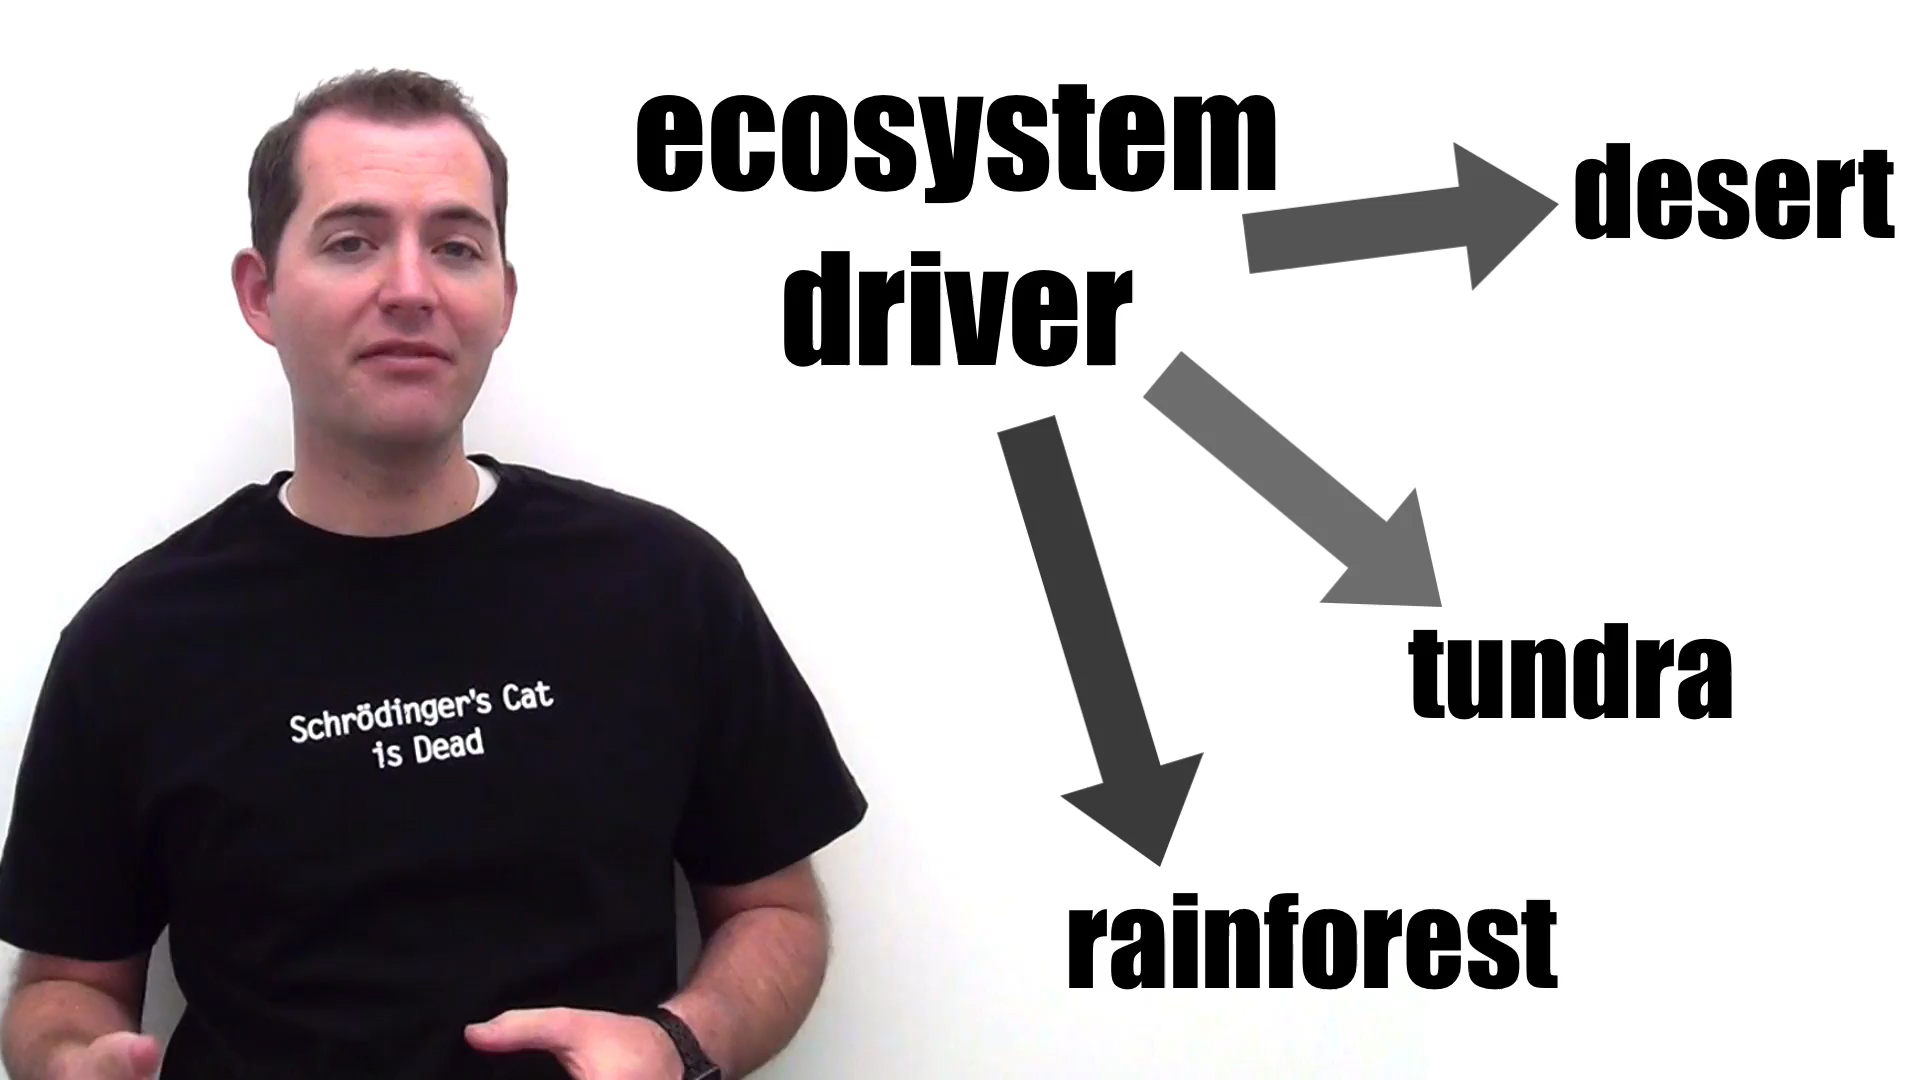 ecosystem
driver
desert
tundra
rainforest
Schrödinger's Cat
is Dead